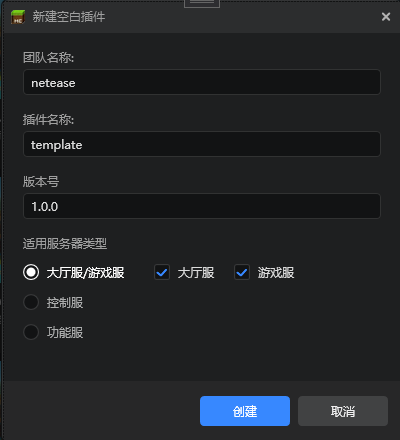 新建空白插件
团队名称:
netease
插件名称:
template
版本号
1.0.0
适用服务器类型
大厅服/游戏服 大厅服 游戏服
控制服
功能服
创建 取消